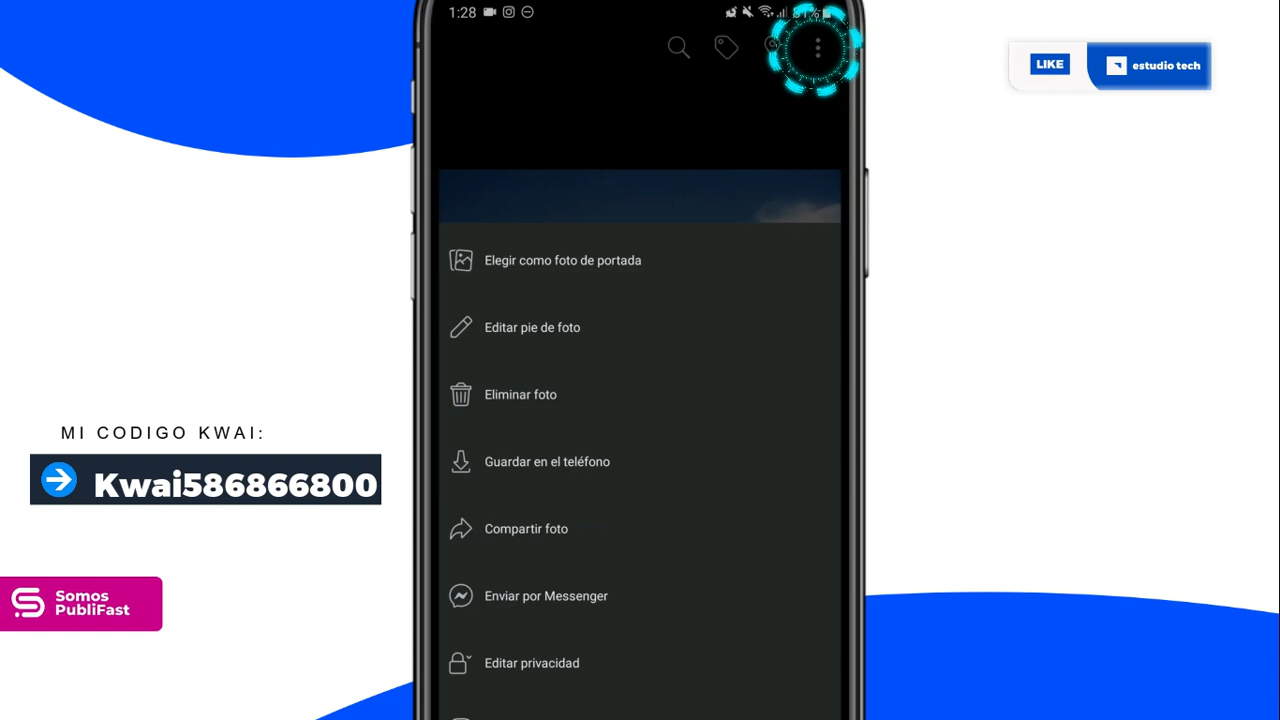 1:28
LIKE
estudio tech
Elegir como foto de portada
Editar pie de foto
Eliminar foto
Guardar en el teléfono
Compartir foto
Enviar por Messenger
Editar privacidad
MI CODIGO KWAI:
Kwai586866800
Somos
PubliFast